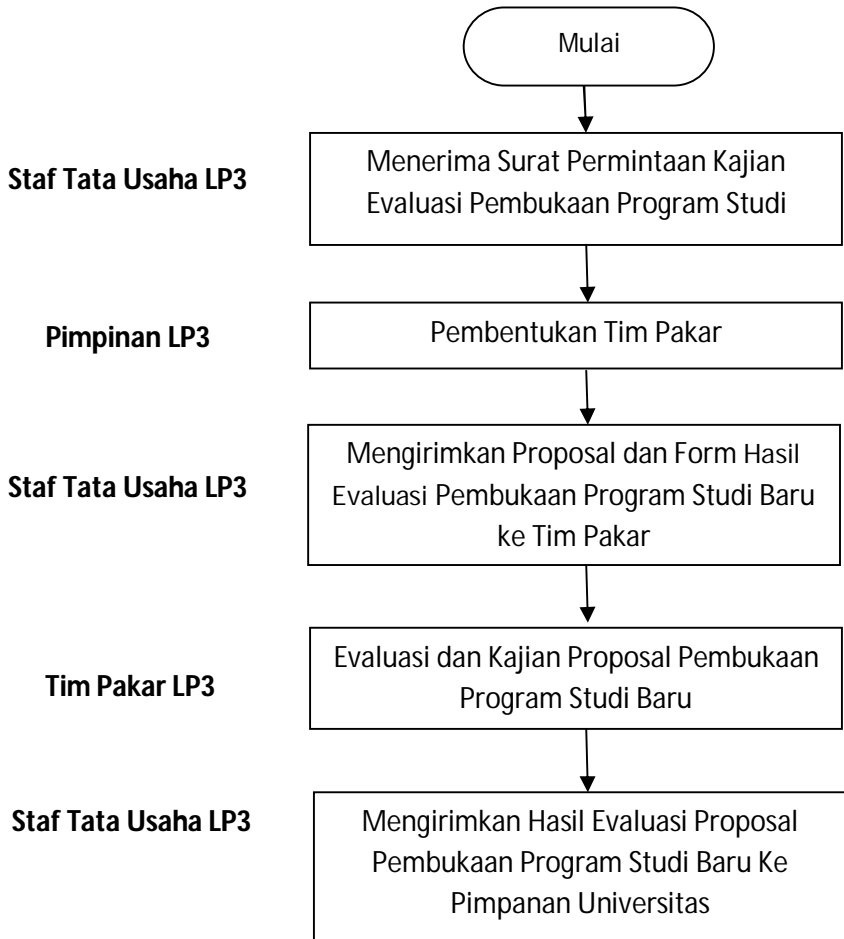 Mulai
Staf Tata Usaha LP3
Menerima Surat Permintaan Kajian
Evaluasi Pembukaan Program Studi
Pimpinan LP3
Pembentukan Tim Pakar
Staf Tata Usaha LP3
Mengirimkan Proposal dan Form Hasil
Evaluasi Pembukaan Program Studi Baru
ke Tim Pakar
Tim Pakar LP3
Evaluasi dan Kajian Proposal Pembukaan
Program Studi Baru
Staf Tata Usaha LP3
Mengirimkan Hasil Evaluasi Proposal
Pembukaan Program Studi Baru Ke
Pimpanan Universitas